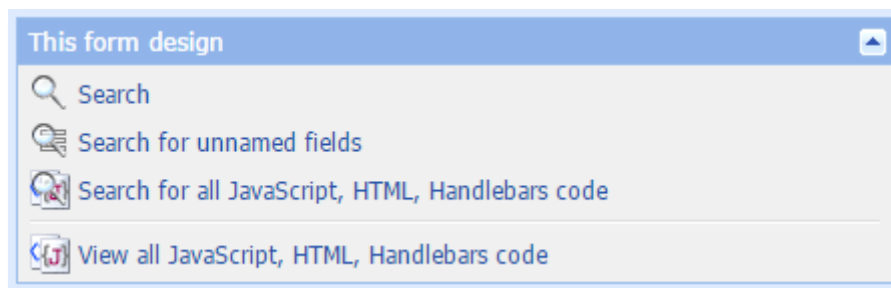 This form design
Search
Search for unnamed fields
Search for all JavaScript, HTML, Handlebars code
View all JavaScript, HTML, Handlebars code